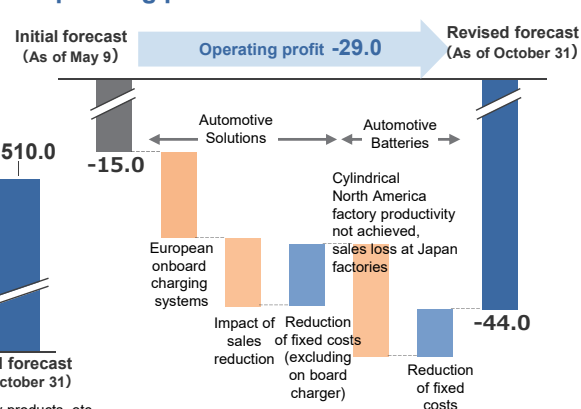 Initial forecast
(As of May 9)
Operating profit -29.0
Revised forecast
(As of October 31)
Automotive
Solutions
Automotive
Batteries
510.0
-15.0
Cylindrical
North America
factory productivity
not achieved,
sales loss at Japan
factories
European
onboard
charging
systems
Impact of
sales
reduction
Reduction
of fixed costs
(excluding
on board
charger)
Reduction
of fixed
costs
-44.0
forecast
ctober 31)
products, etc